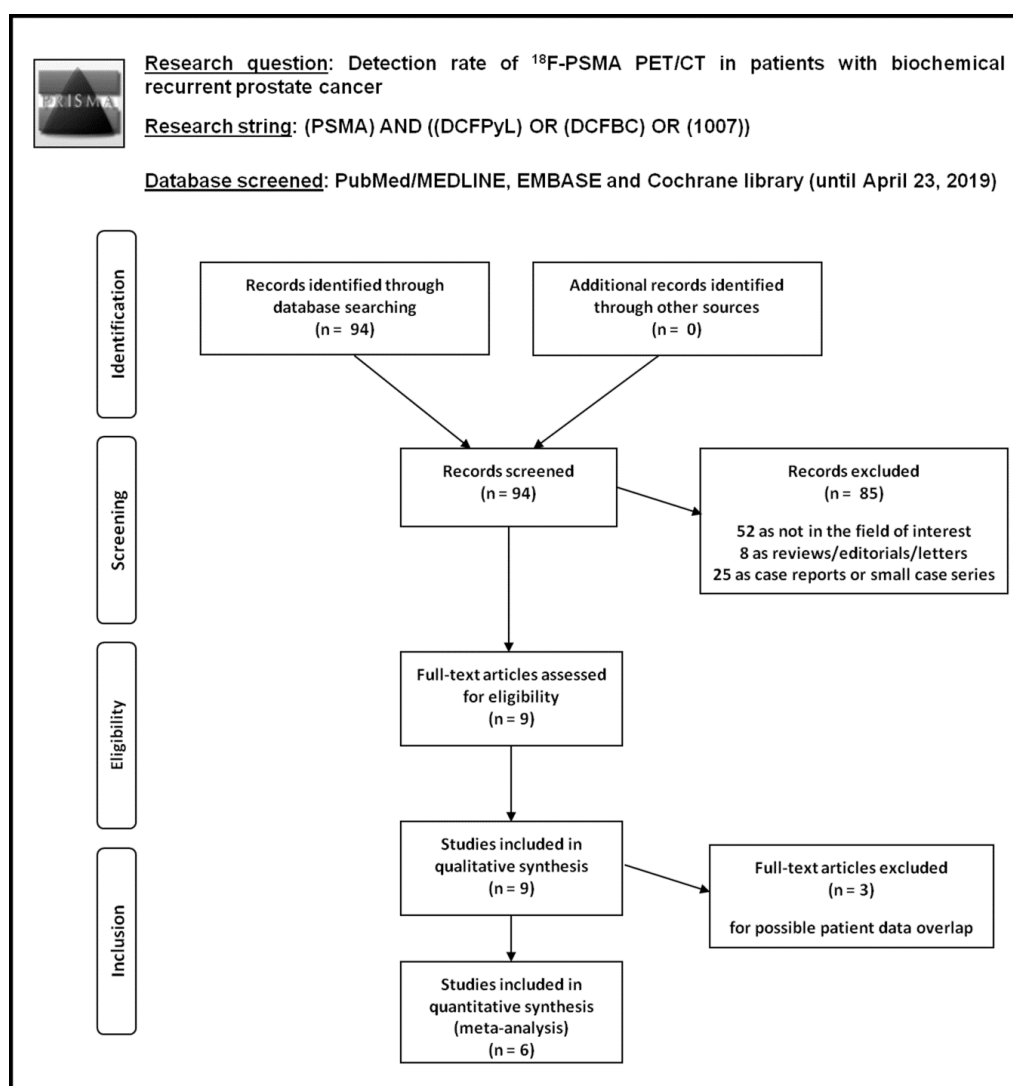 Research question: Detection rate of ¹⁸F-PSMA PET/CT in patients with biochemical
recurrent prostate cancer
PRISMA
Research string: (PSMA) AND ((DCFPyL) OR (DCFBC) OR (1007))
Database screened: PubMed/MEDLINE, EMBASE and Cochrane library (until April 23, 2019)
Identification
Records identified through
database searching
(n = 94)
Additional records identified
through other sources
(n = 0)
Screening
Records screened
(n = 94)
Records excluded
(n = 85)
52 as not in the field of interest
8 as reviews/editorials/letters
25 as case reports or small case series
Eligibility
Full-text articles assessed
for eligibility
(n = 9)
Inclusion
Studies included in
qualitative synthesis
(n = 9)
Full-text articles excluded
(n = 3)
for possible patient data overlap
Studies included in
quantitative synthesis
(meta-analysis)
(n = 6)